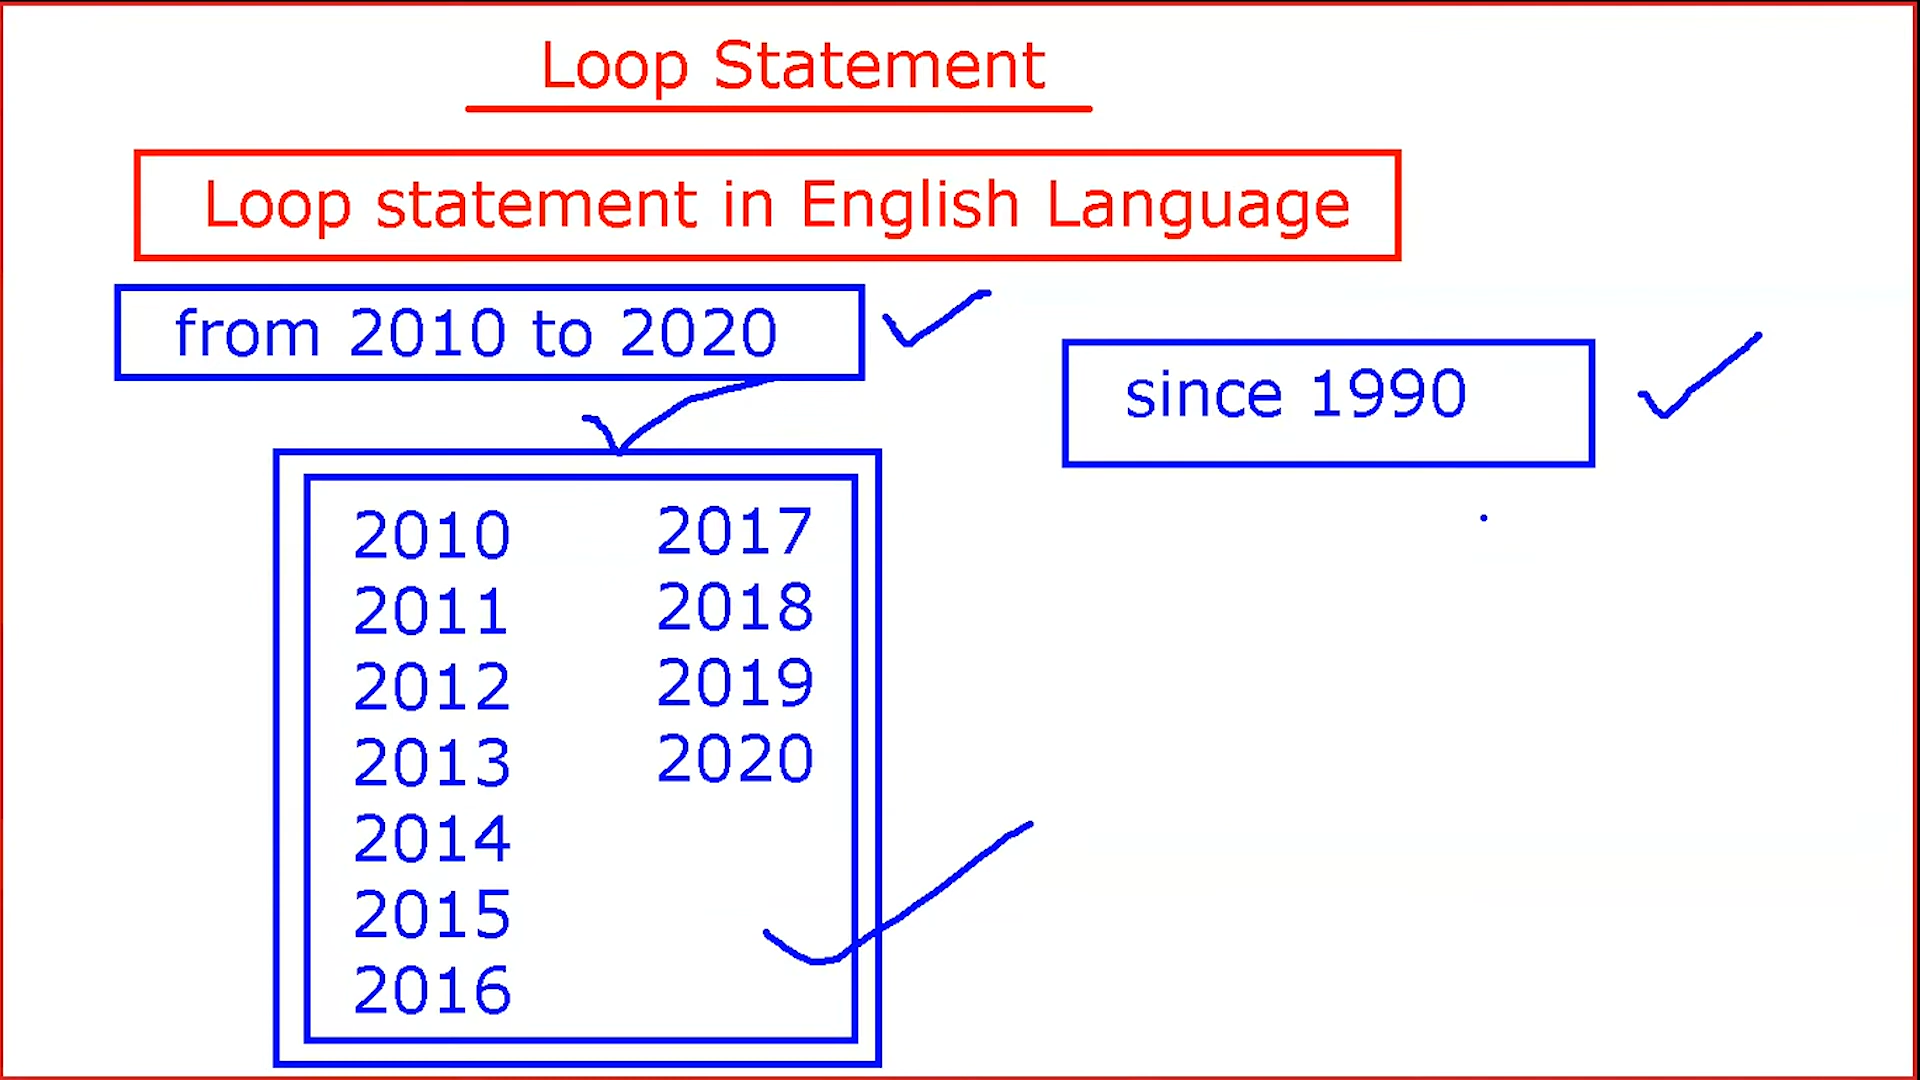 Loop Statement
Loop statement in English Language
from 2010 to 2020
since 1990
2010
2011
2012
2013
2014
2015
2016
2017
2018
2019
2020